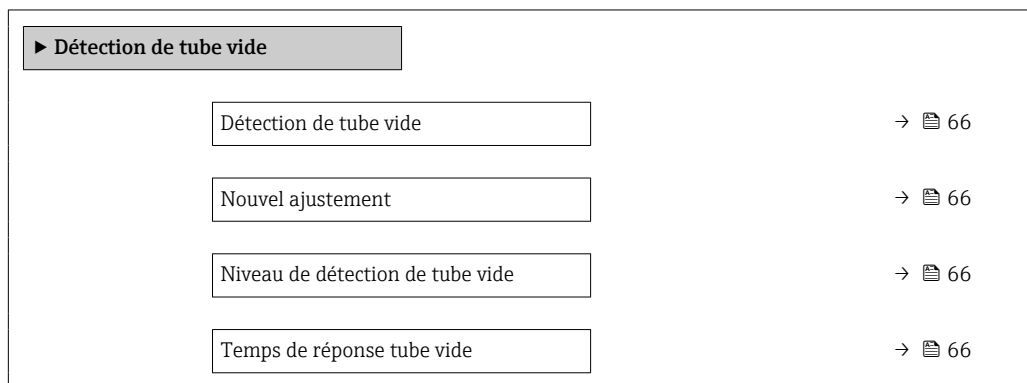 ► Détection de tube vide
Détection de tube vide → 66
Nouvel ajustement → 66
Niveau de détection de tube vide → 66
Temps de réponse tube vide → 66